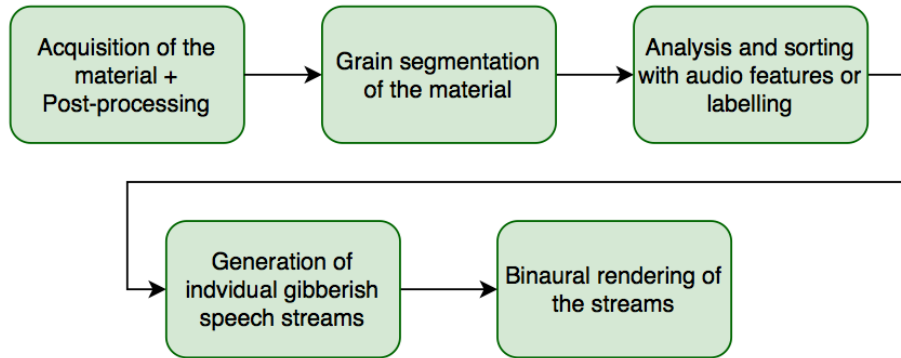 Acquisition of the
material +
Post-processing
Grain segmentation
of the material
Analysis and sorting
with audio features or
labelling
Generation of
indvidual gibberish
speech streams
Binaural rendering of
the streams